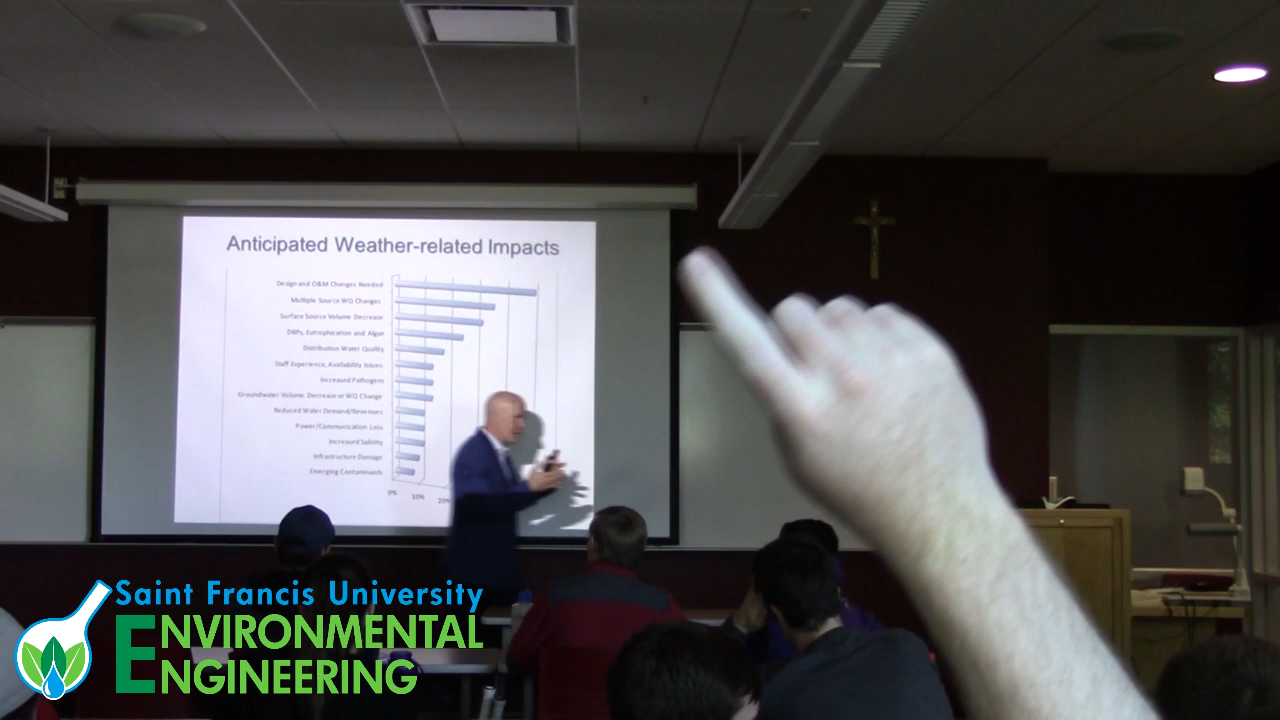 Anticipated Weather-related Impacts
Design and O&M Changes Needed
Multiple Source WQ Changes
Surface Source Volume Decrease
DBPs, Eutrophication and Algae
Distribution Water Quality
Staff Experience, Availability Issues
Increased Pathogens
Groundwater Volume Decrease or WQ Change
Reduced Water Demand/Revenues
Power/Communication Loss
Increased Salinity
Infrastructure Damage
Emerging Contaminants
0% 10% 20%
Saint Francis University
ENVIRONMENTAL
ENGINEERING